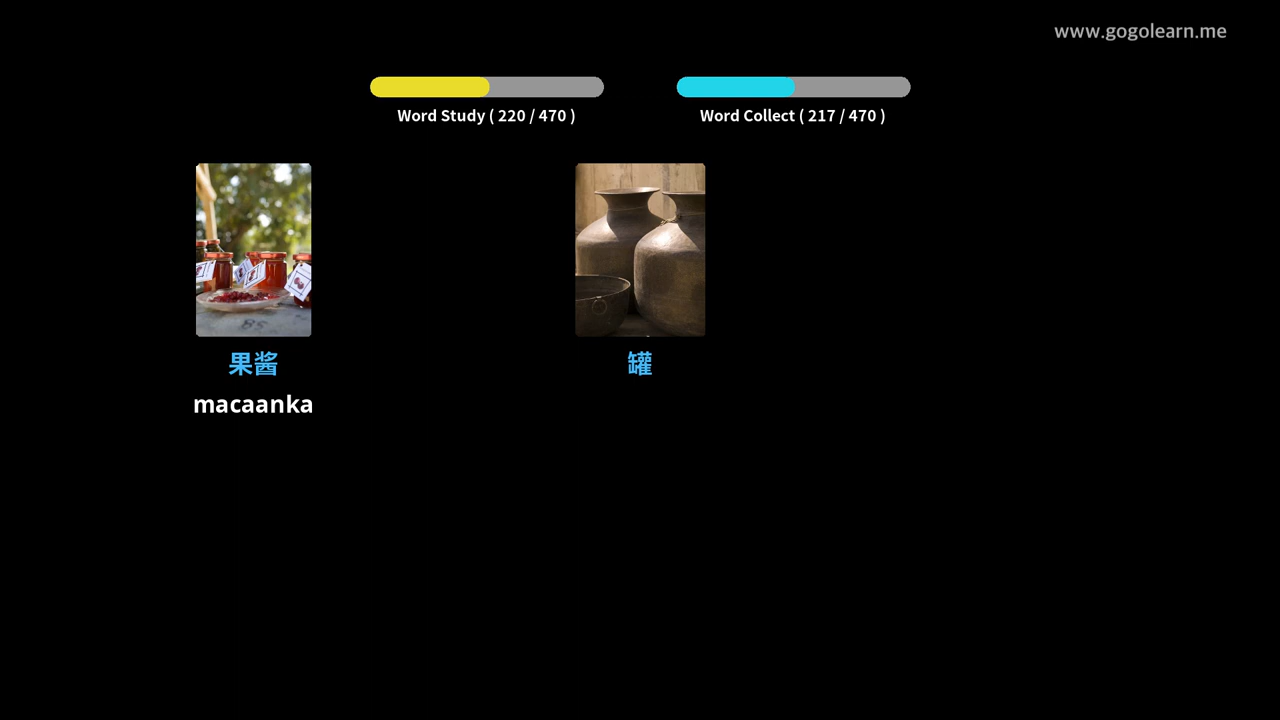 www.gogolearn.me
Word Study ( 220 / 470 )
Word Collect ( 217 / 470 )
果酱
罐
macaanka